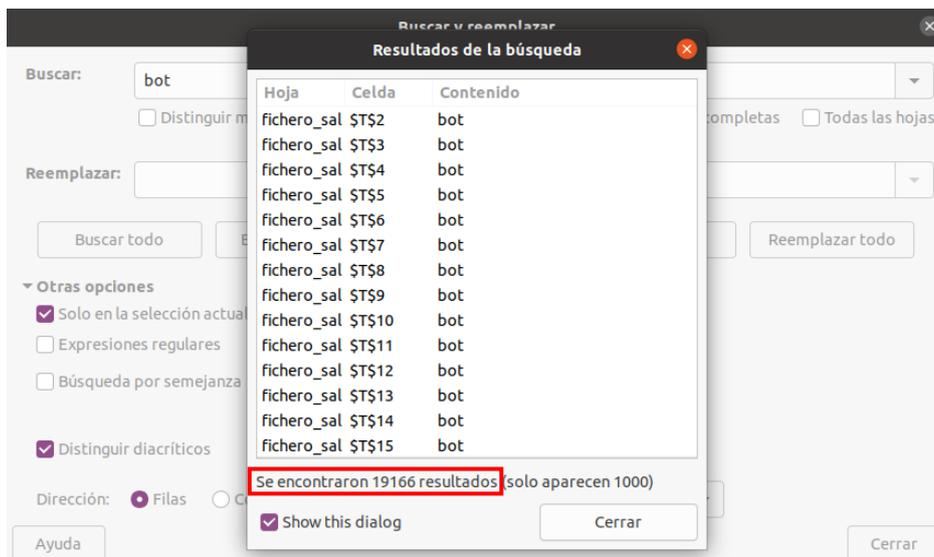 Buscar y reemplazar
Resultados de la búsqueda
Buscar:
bot
Distinguir
completas
Todas las hojas
Reemplazar:
Buscar todo
Reemplazar todo
Otras opciones
Solo en la selección actual
Expresiones regulares
Búsqueda por semejanza
Distinguir diacríticos
Dirección:
Filas
Ayuda
Hoja Celda Contenido
fichero_sal $T$2 bot
fichero_sal $T$3 bot
fichero_sal $T$4 bot
fichero_sal $T$5 bot
fichero_sal $T$6 bot
fichero_sal $T$7 bot
fichero_sal $T$8 bot
fichero_sal $T$9 bot
fichero_sal $T$10 bot
fichero_sal $T$11 bot
fichero_sal $T$12 bot
fichero_sal $T$13 bot
fichero_sal $T$14 bot
fichero_sal $T$15 bot
Se encontraron 19166 resultados (solo aparecen 1000)
Show this dialog
Cerrar
Cerrar